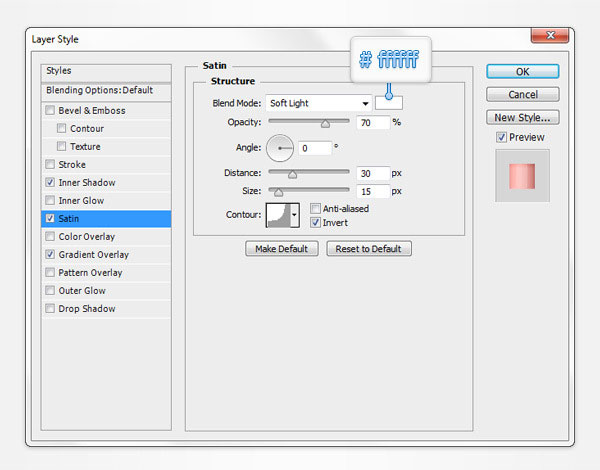 Layer Style
# ffffff
Styles
Blending Options:Default
Bevel & Emboss
Contour
Texture
Stroke
Inner Shadow
Inner Glow
Satin
Color Overlay
Gradient Overlay
Pattern Overlay
Outer Glow
Drop Shadow
Satin
Structure
Blend Mode: Soft Light
Opacity: 70 %
Angle: 0 °
Distance: 30 px
Size: 15 px
Contour: Anti-aliased
Invert
Make Default Reset to Default
OK
Cancel
New Style...
Preview